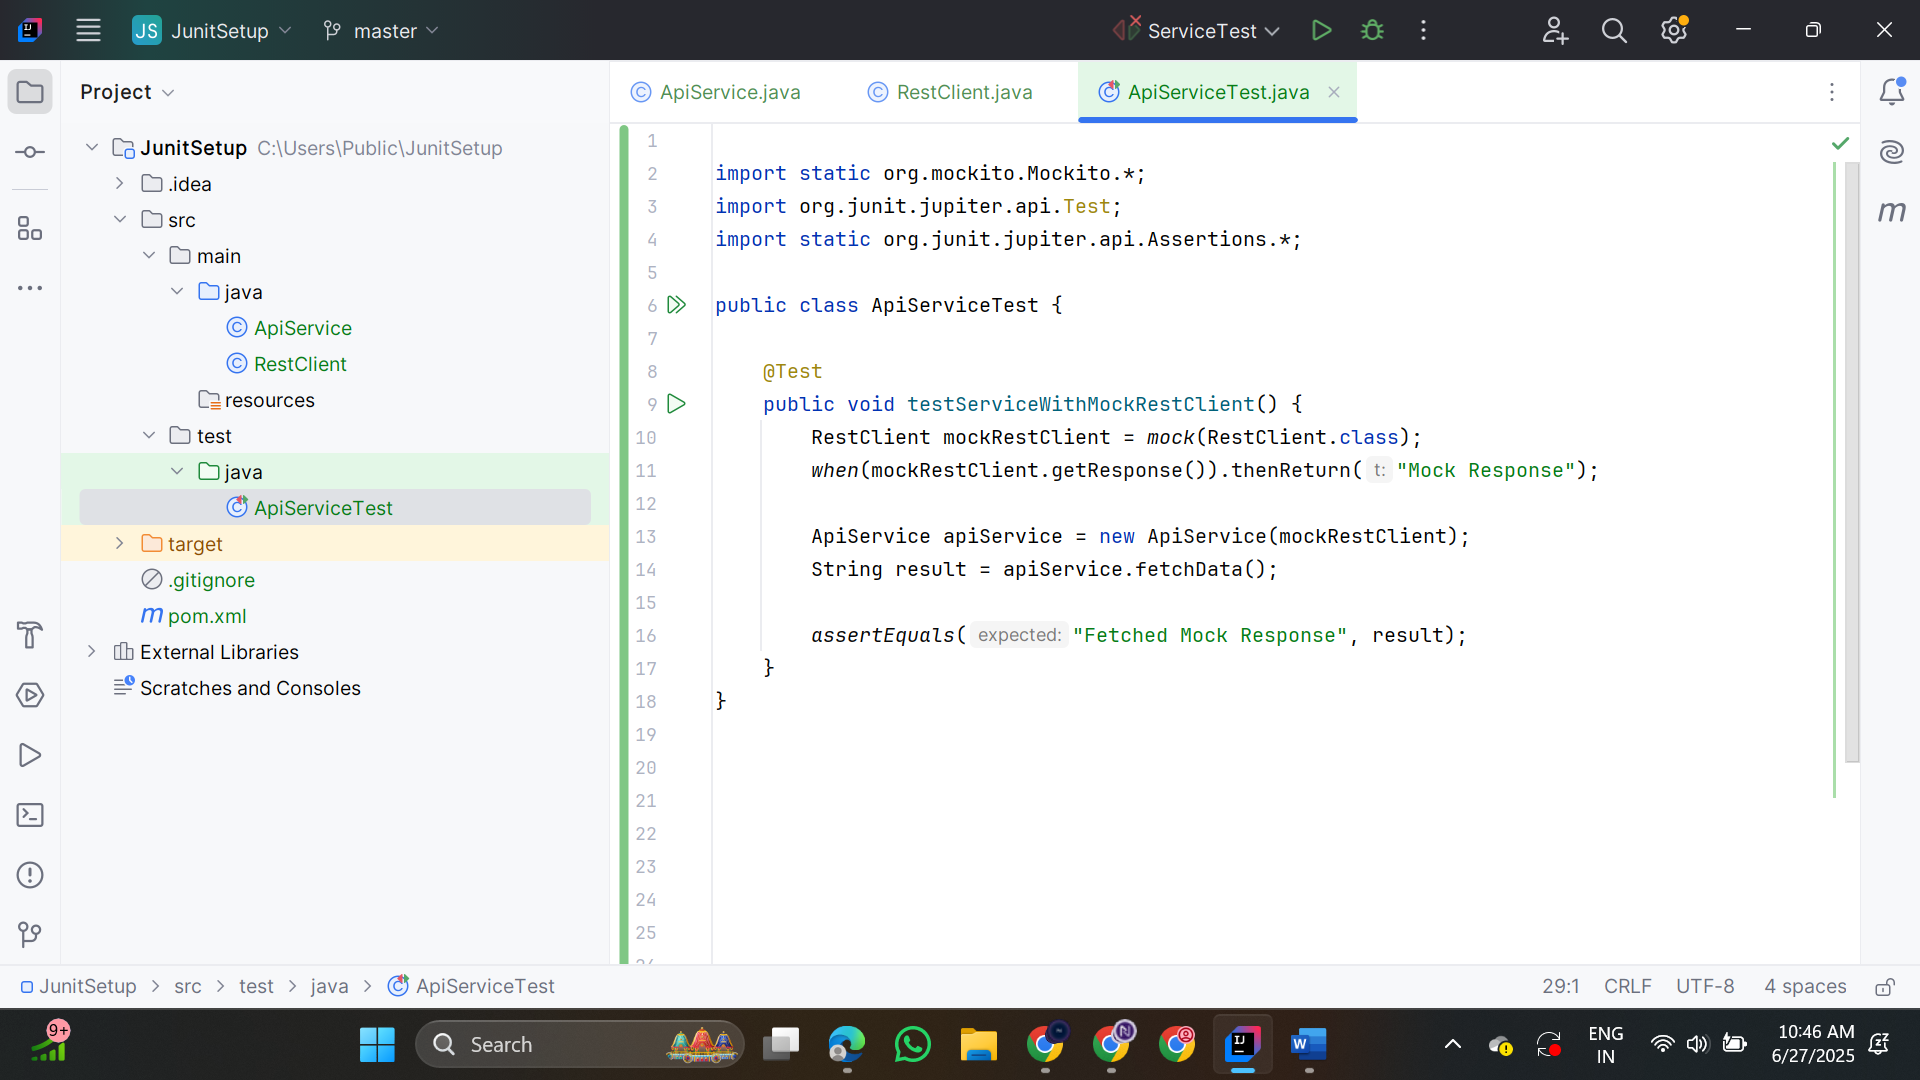 JS JunitSetup master ServiceTest
Project
ApiService.java RestClient.java ApiServiceTest.java
JunitSetup C:\Users\Public\JunitSetup
.idea
src
main
java
ApiService
RestClient
resources
test
java
ApiServiceTest
target
.gitignore
m pom.xml
External Libraries
Scratches and Consoles
1
2 import static org.mockito.Mockito.*;
3 import org.junit.jupiter.api.Test;
4 import static org.junit.jupiter.api.Assertions.*;
5
6 public class ApiServiceTest {
7
8 @Test
9 public void testServiceWithMockRestClient() {
10 RestClient mockRestClient = mock(RestClient.class);
11 when(mockRestClient.getResponse()).thenReturn( t: "Mock Response");
12
13 ApiService apiService = new ApiService(mockRestClient);
14 String result = apiService.fetchData();
15
16 assertEquals( expected: "Fetched Mock Response", result);
17 }
18 }
19
20
21
22
23
24
25
m
JunitSetup > src > test > java > ApiServiceTest 29:1 CRLF UTF-8 4 spaces
9+ Search ENG IN 10:46 AM
6/27/2025